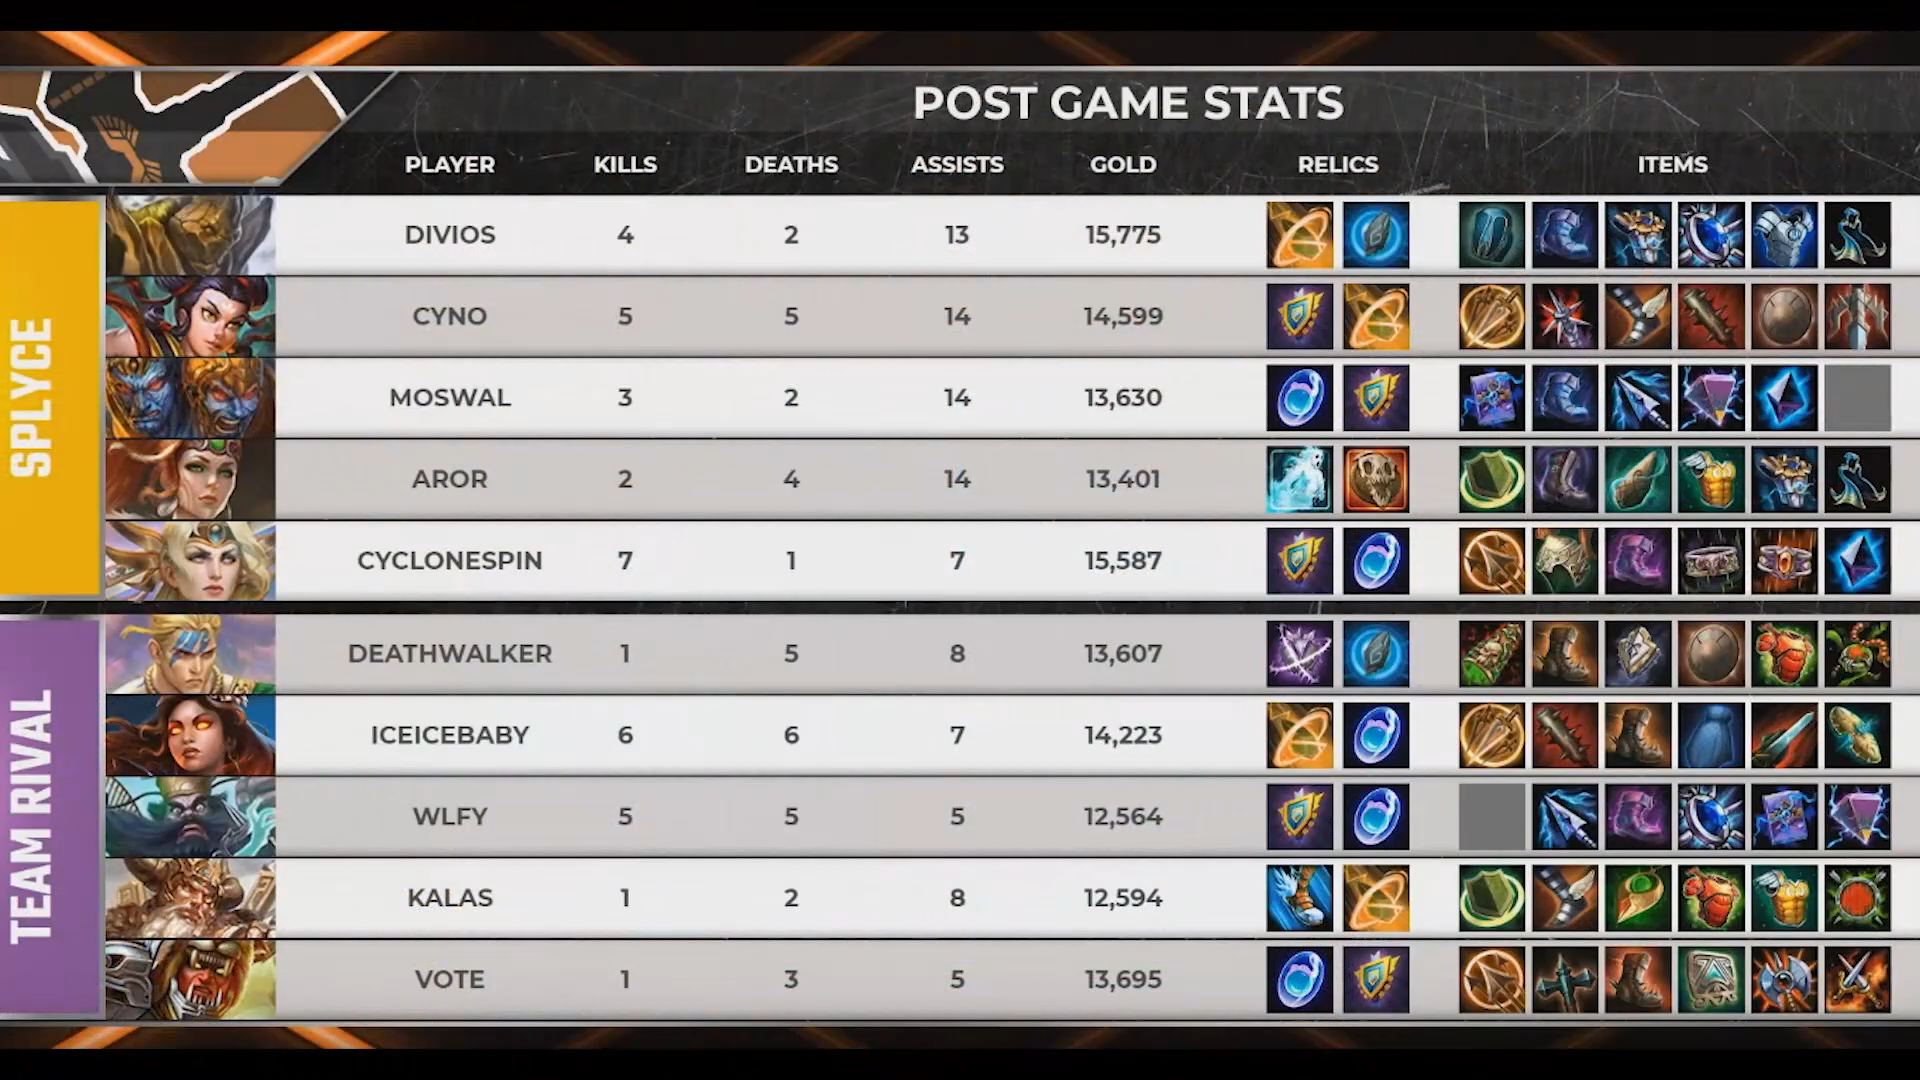 POST GAME STATS
PLAYER KILLS DEATHS ASSISTS GOLD RELICS ITEMS
SPLYCE
DIVIOS 4 2 13 15,775
CYNO 5 5 14 14,599
MOSWAL 3 2 14 13,630
AROR 2 4 14 13,401
CYCLONESPIN 7 1 7 15,587
TEAM RIVAL
DEATHWALKER 1 5 8 13,607
ICEICEBABY 6 6 7 14,223
WLFY 5 5 5 12,564
KALAS 1 2 8 12,594
VOTE 1 3 5 13,695